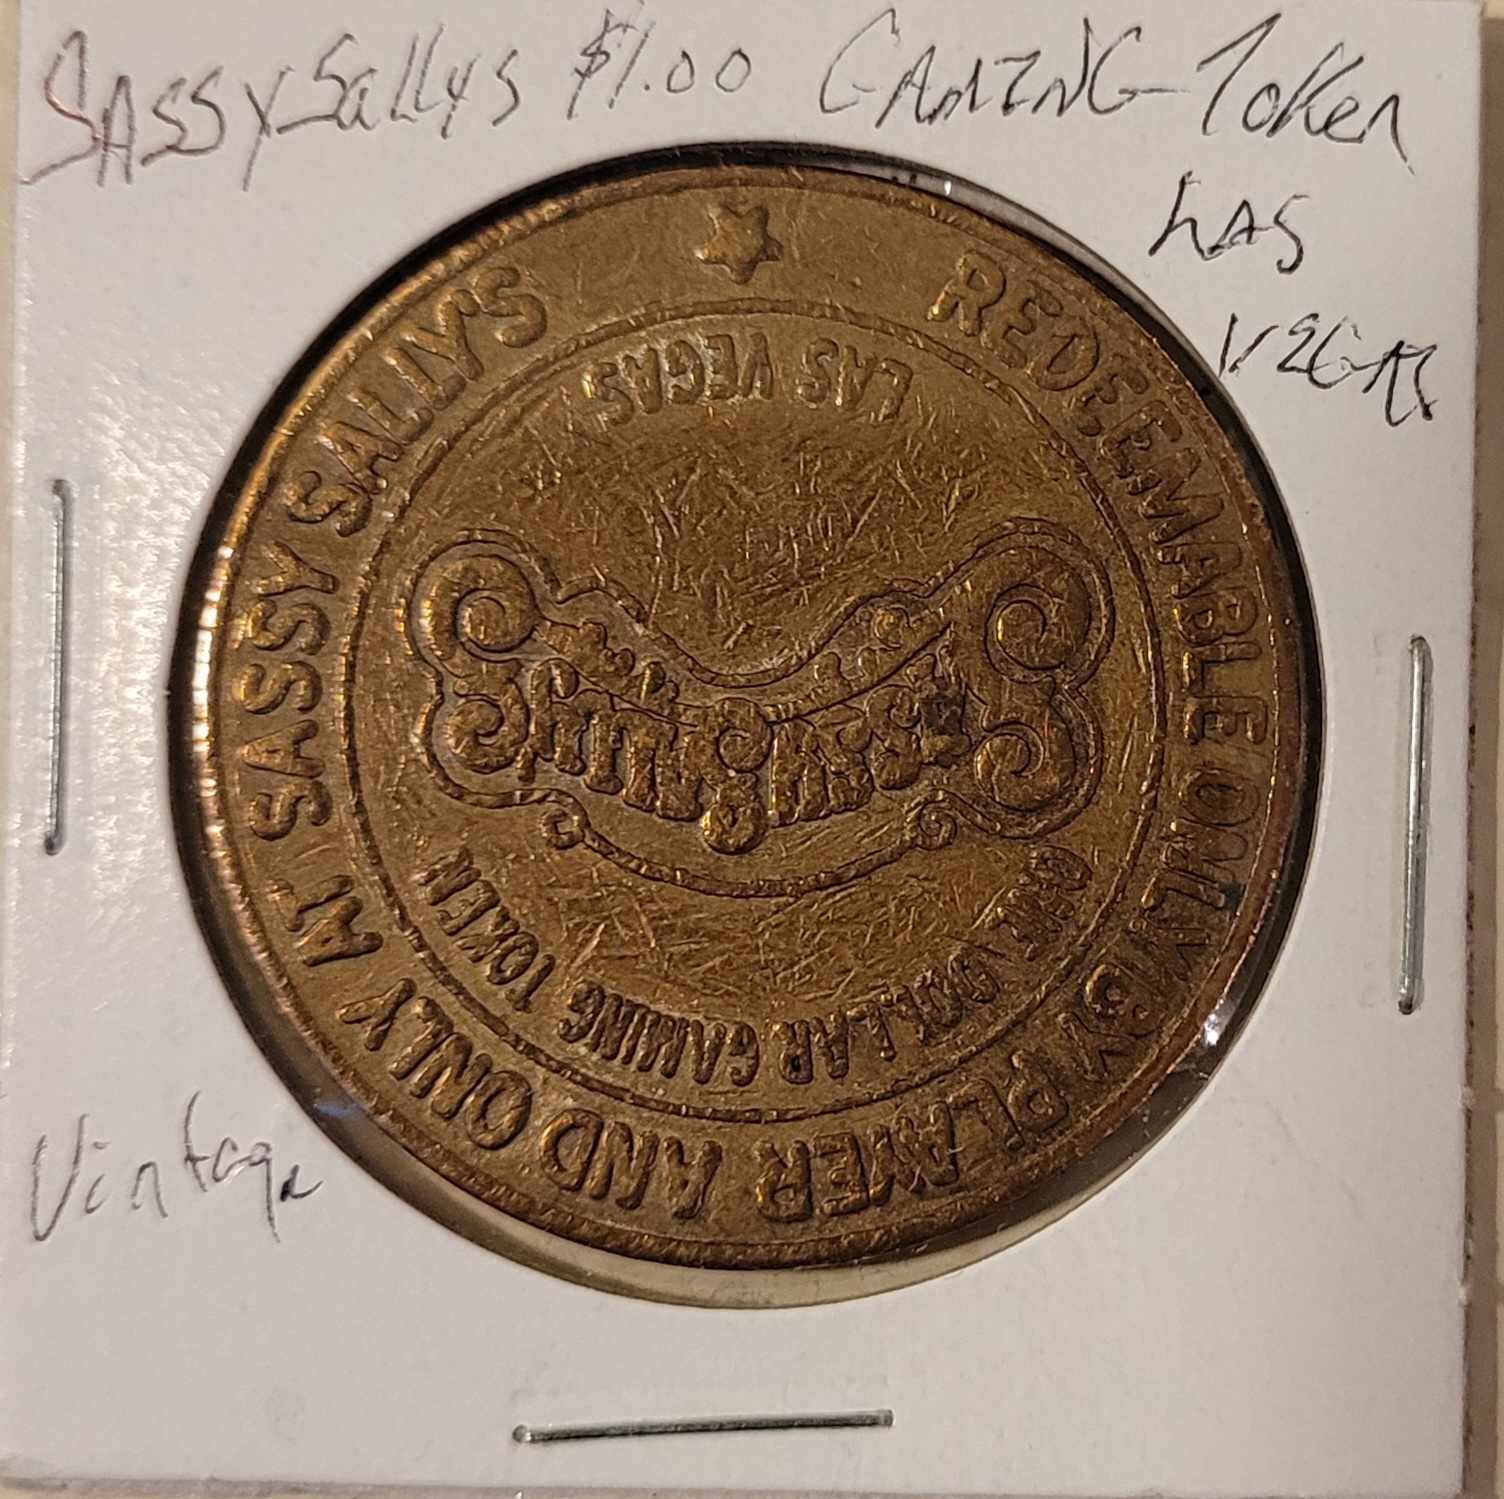 SASSY Sallys $1.00 GAMING Token
LAS
VEGAS
REDEEMABLE ONLY BY PLAYER AND ONLY AT SASSY SALLY'S
LAS VEGAS
Sassy Sally's
ONE DOLLAR GAMING TOKEN
Vintage